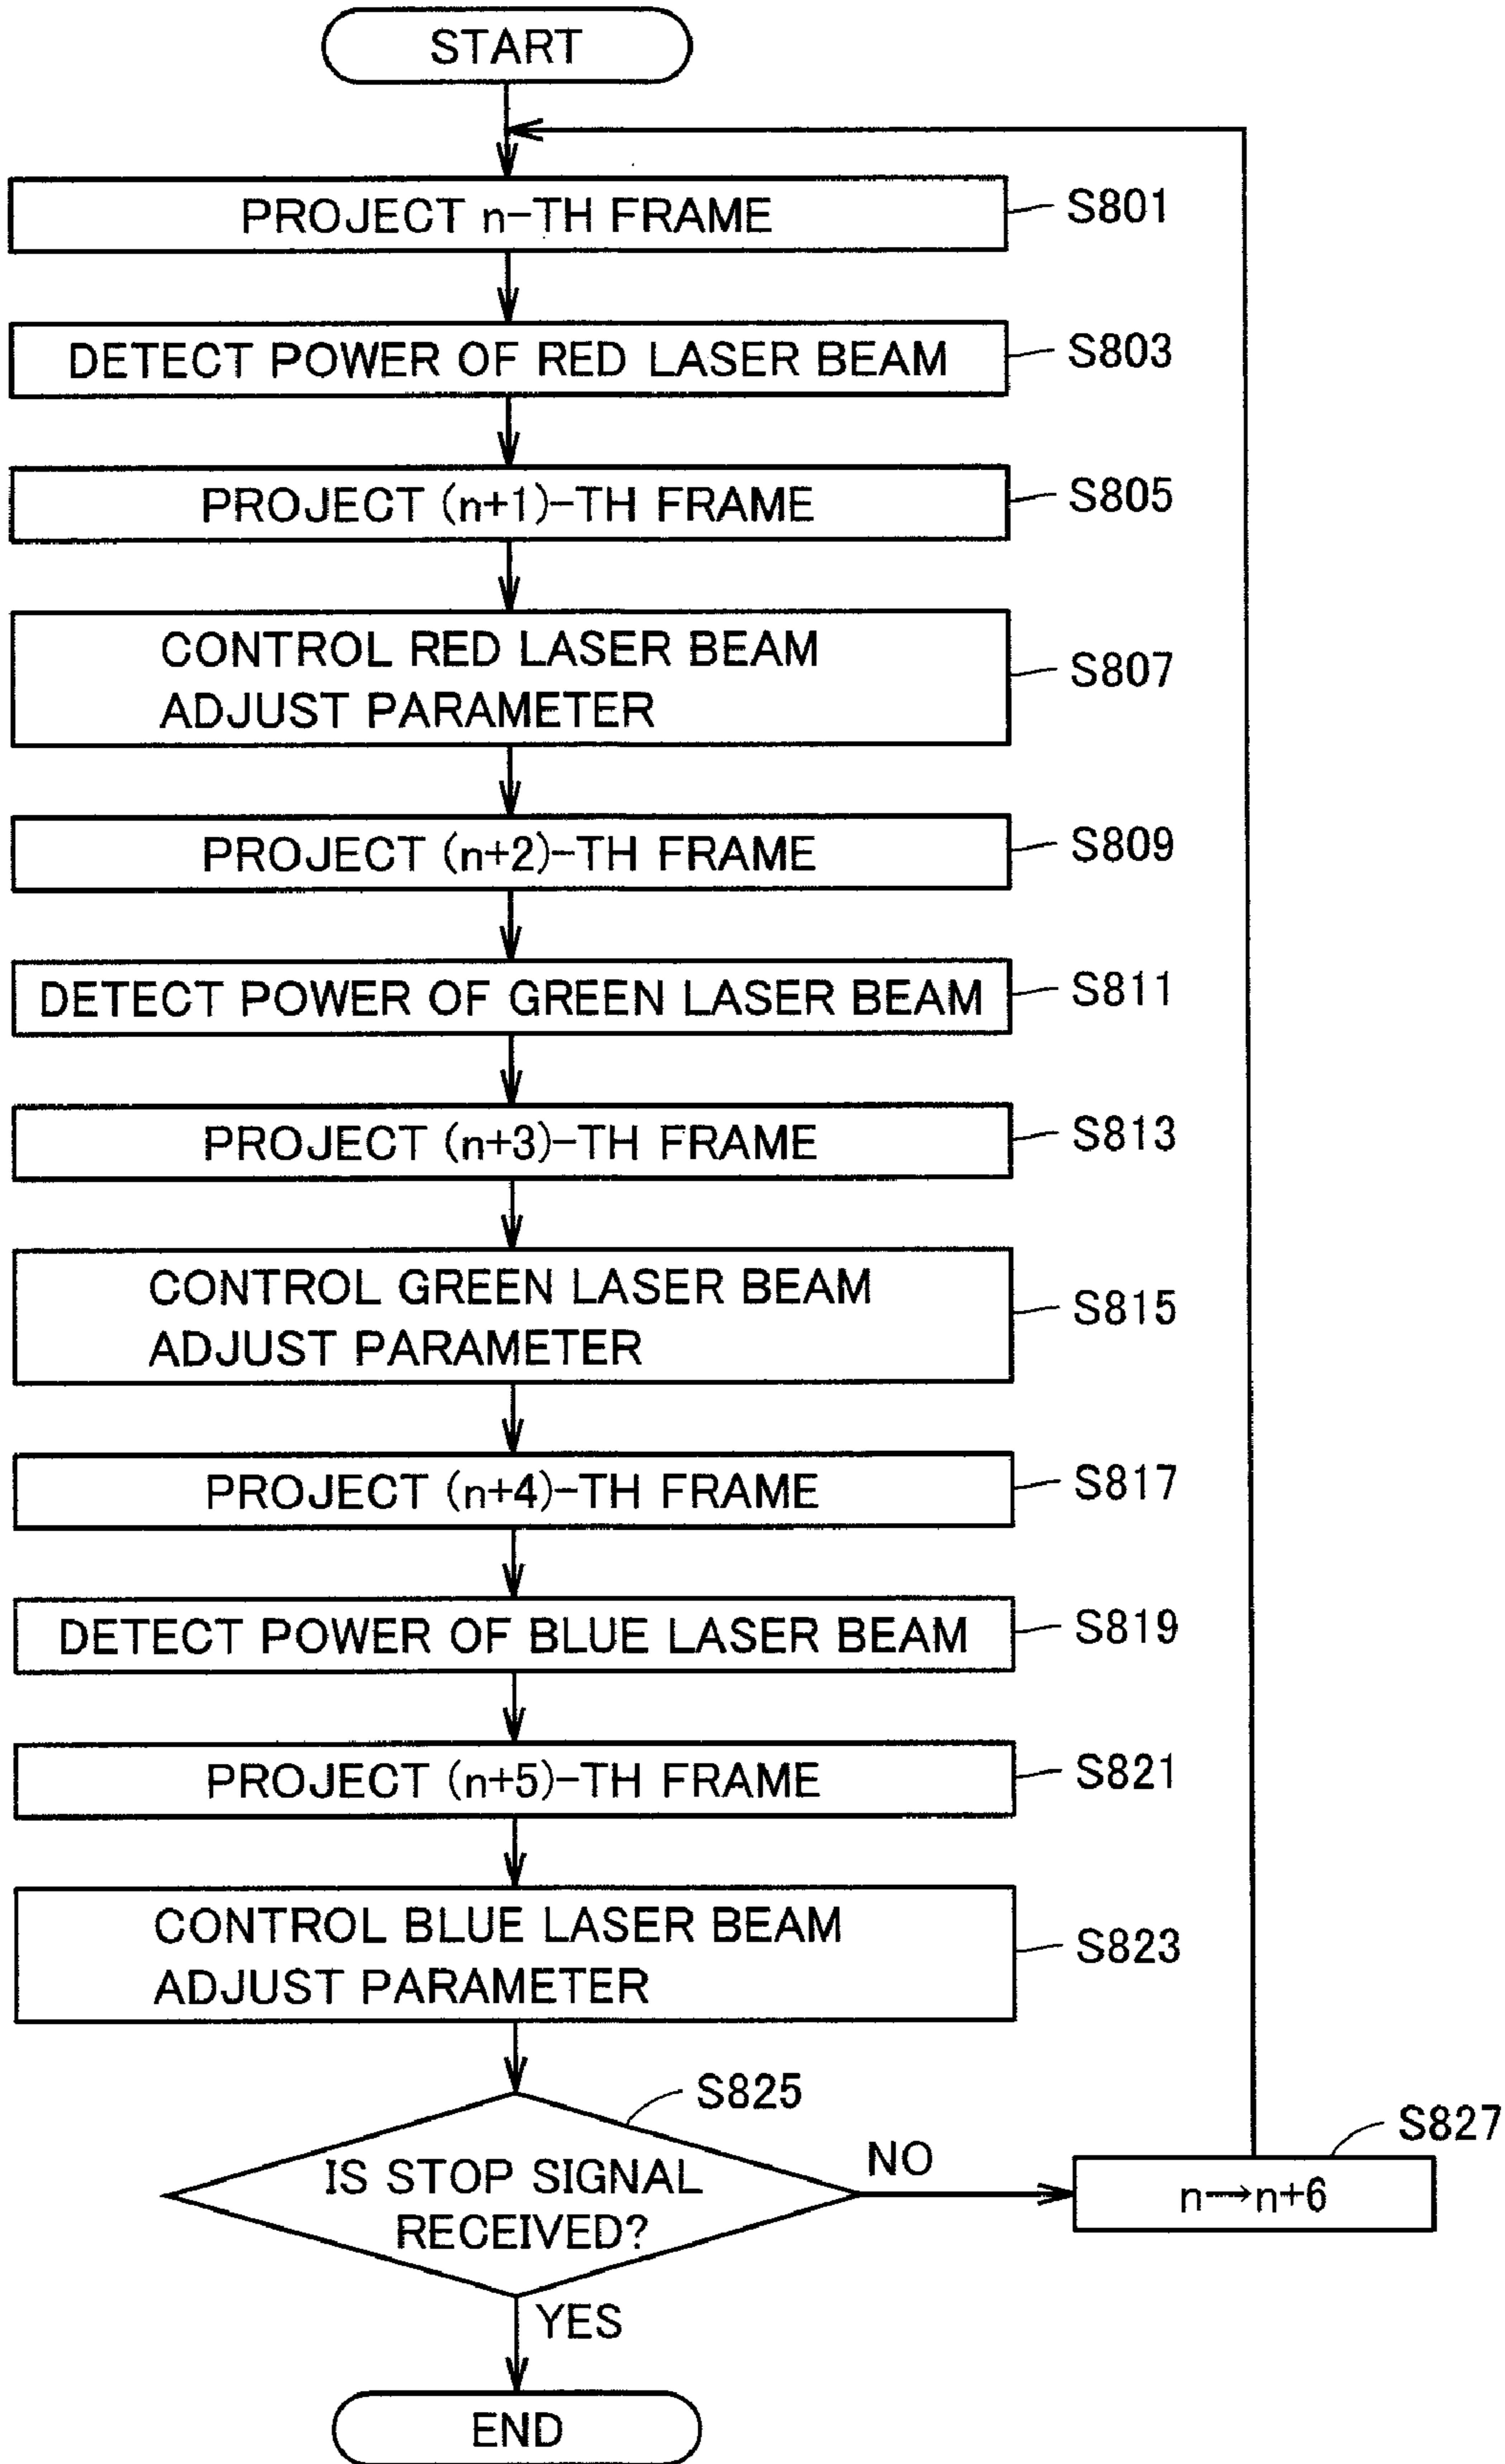 START
PROJECT n-TH FRAME
S801
DETECT POWER OF RED LASER BEAM
S803
PROJECT (n+1)-TH FRAME
S805
CONTROL RED LASER BEAM
ADJUST PARAMETER
S807
PROJECT (n+2)-TH FRAME
S809
DETECT POWER OF GREEN LASER BEAM
S811
PROJECT (n+3)-TH FRAME
S813
CONTROL GREEN LASER BEAM
ADJUST PARAMETER
S815
PROJECT (n+4)-TH FRAME
S817
DETECT POWER OF BLUE LASER BEAM
S819
PROJECT (n+5)-TH FRAME
S821
CONTROL BLUE LASER BEAM
ADJUST PARAMETER
S823
S825
IS STOP SIGNAL
RECEIVED?
NO
S827
n→n+6
YES
END